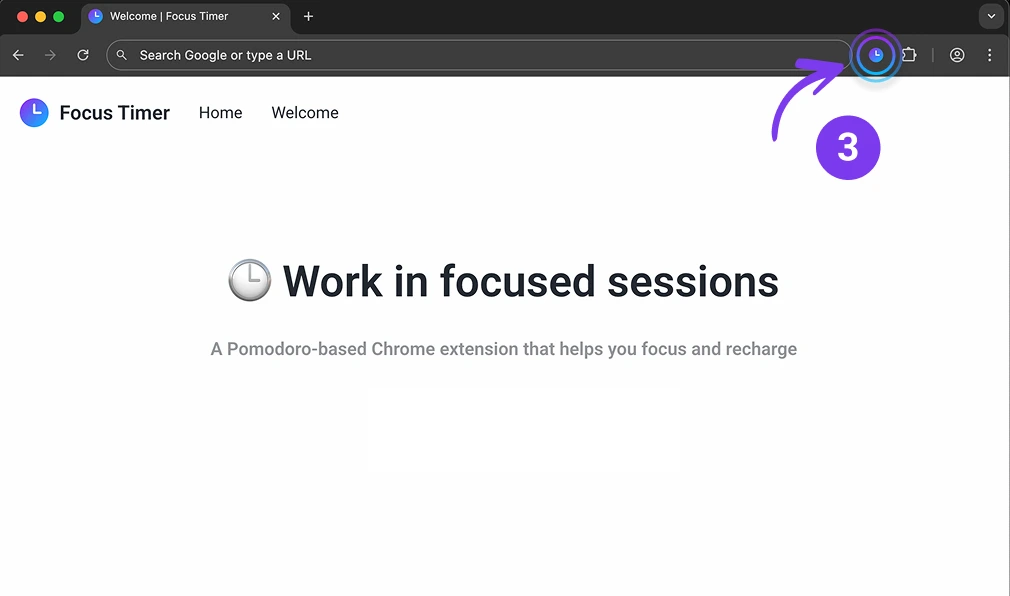 Welcome | Focus Timer
Search Google or type a URL
Focus Timer
Home
Welcome
3
Work in focused sessions
A Pomodoro-based Chrome extension that helps you focus and recharge